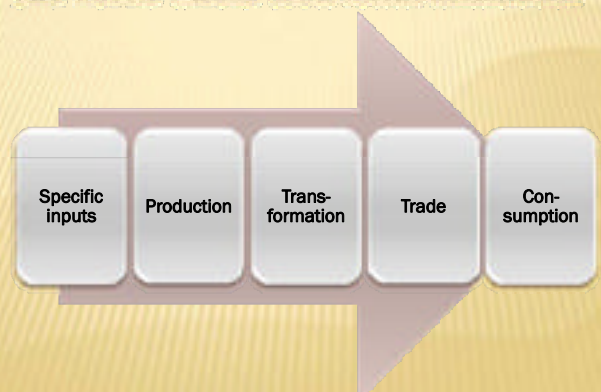 Specific
inputs
Production
Trans-
formation
Trade
Con-
sumption